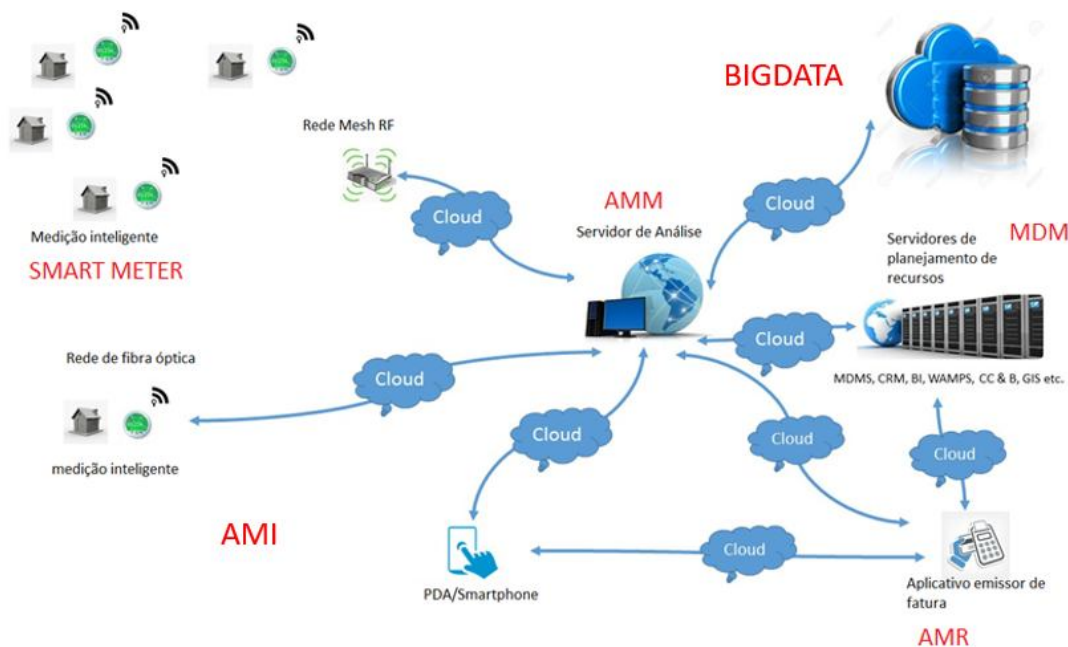 BIGDATA
Rede Mesh RF
Cloud
Cloud
AMM
Servidor de Análise
Medição inteligente
SMART METER
MDM
Servidores de
planejamento de
recursos
Cloud
MDMS, CRM, BI, WAMPS, CC & B, GIS etc.
Rede de fibra óptica
Cloud
medição inteligente
Cloud
Cloud
Cloud
AMI
Cloud
PDA/Smartphone
Aplicativo emissor de
fatura
AMR